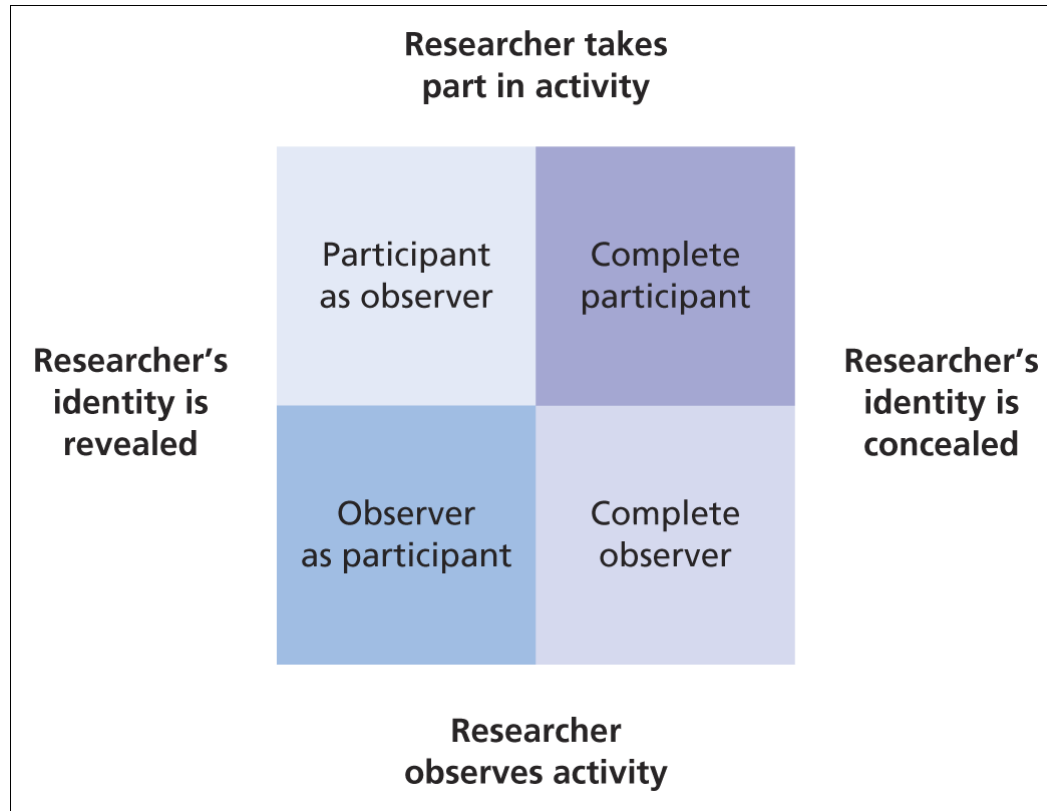 Researcher takes
part in activity
Participant
as observer
Complete
participant
Researcher’s
identity is
revealed
Researcher’s
identity is
concealed
Observer
as participant
Complete
observer
Researcher
observes activity